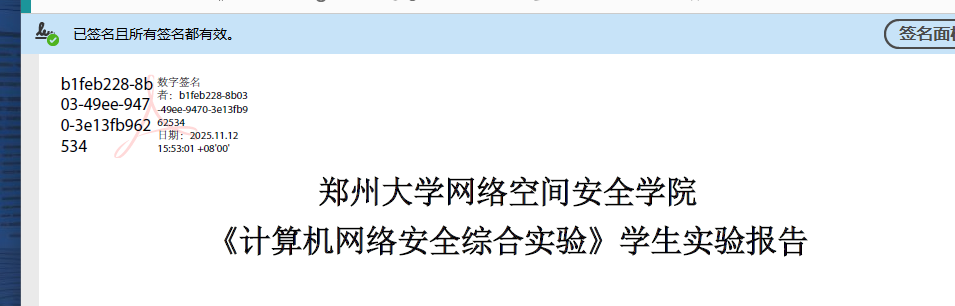 已签名且所有签名都有效。
签名面
b1feb228-8b
03-49ee-947
0-3e13fb962
534
数字签名
者：b1feb228-8b03
-49ee-9470-3e13fb9
62534
日期：2025.11.12
15:53:01 +08'00'
郑州大学网络空间安全学院
《计算机网络安全综合实验》学生实验报告